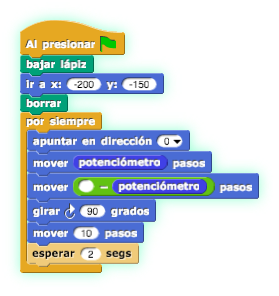 Al presionar
bajar lápiz
ir a x: -200 y: -150
borrar
por siempre
apuntar en dirección 0
mover potenciómetro pasos
mover - potenciómetro pasos
girar 90 grados
mover 10 pasos
esperar 2 segs